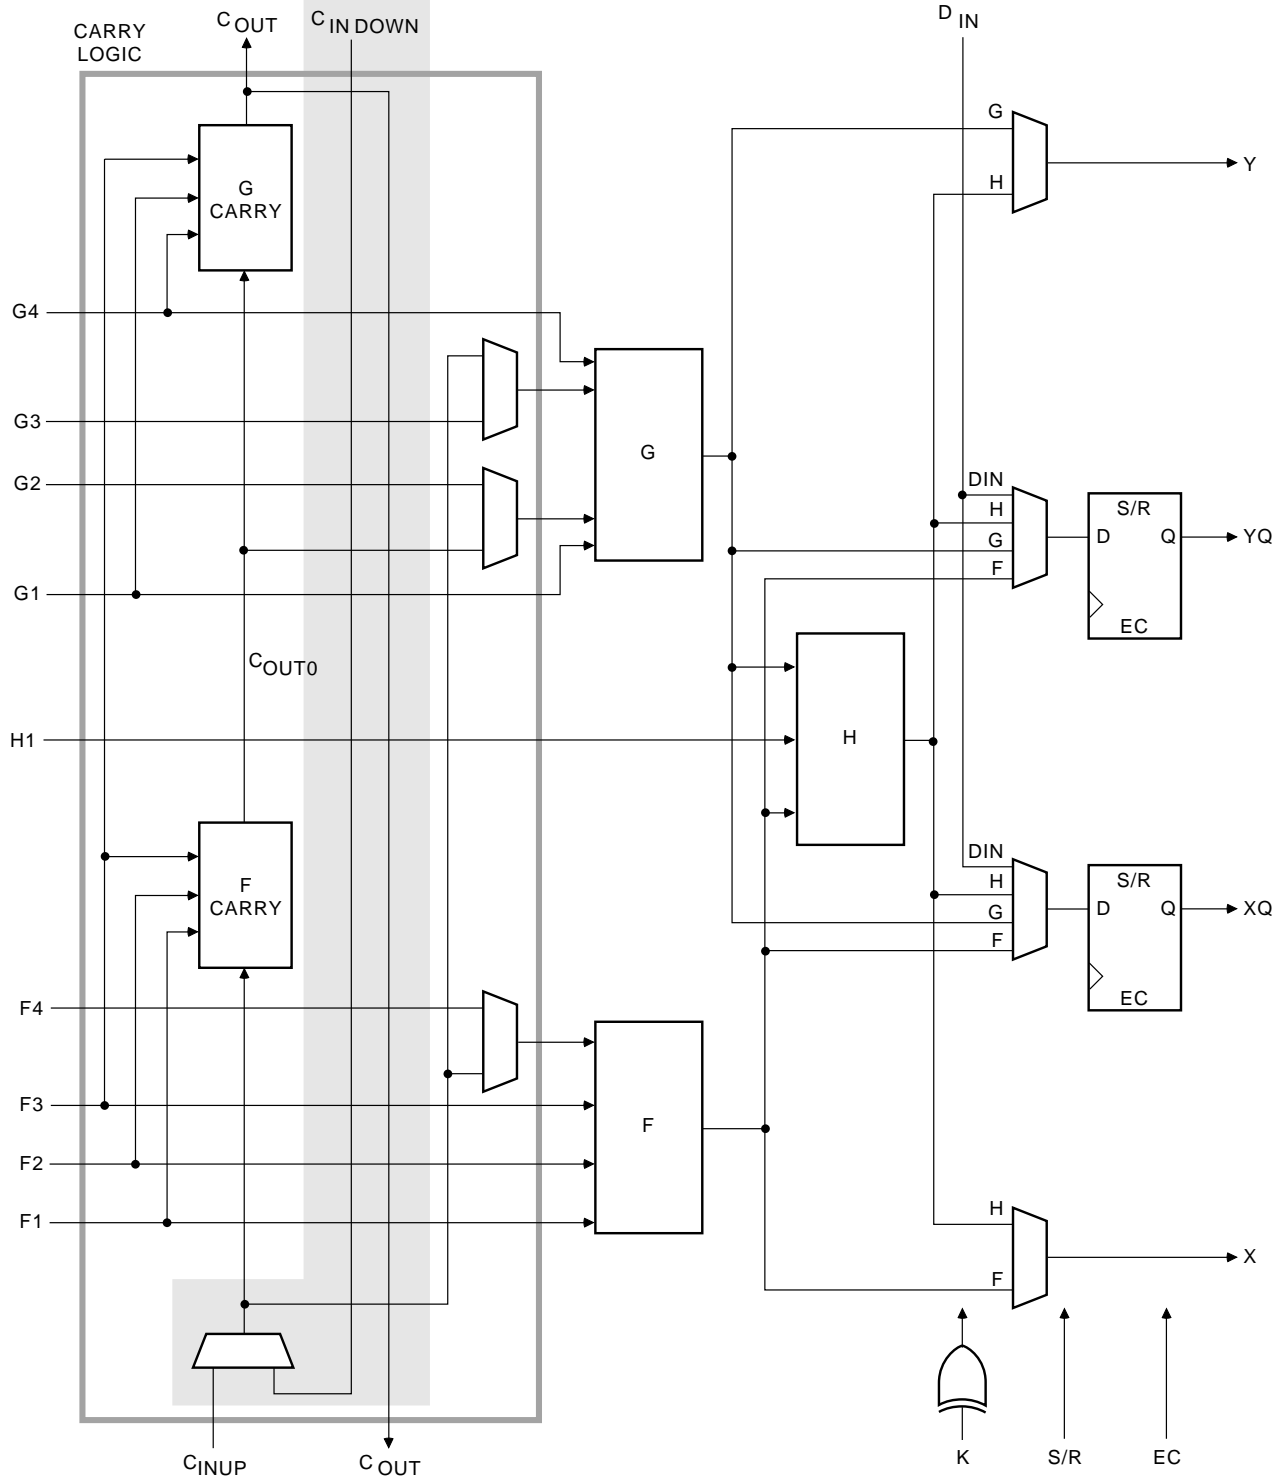 CARRY
LOGIC
C OUT
C IN DOWN
D IN
G
CARRY
G
H
Y
G4
G3
G2
G1
G
DIN
H
G
F
S/R
D
Q
EC
YQ
COUT0
H1
H
F
CARRY
DIN
H
G
F
S/R
D
Q
EC
XQ
F4
F3
F2
F1
F
H
F
X
CINUP
C OUT
K
S/R
EC